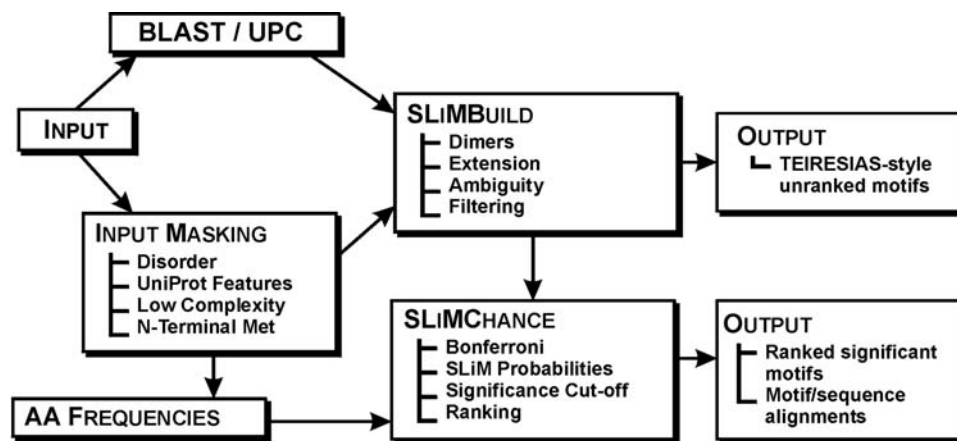 BLAST / UPC
INPUT
INPUT MASKING
Disorder
UniProt Features
Low Complexity
N-Terminal Met
AA FREQUENCIES
SLIMBUILD
Dimers
Extension
Ambiguity
Filtering
SLIMCHANCE
Bonferroni
SLiM Probabilities
Significance Cut-off
Ranking
OUTPUT
TEIRESIAS-style
unranked motifs
OUTPUT
Ranked significant
motifs
Motif/sequence
alignments